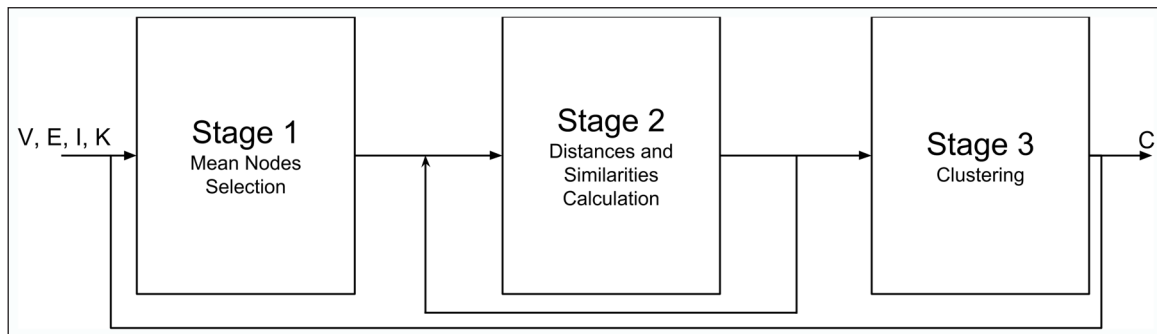 V, E, I, K
Stage 1
Mean Nodes
Selection
Stage 2
Distances and
Similarities
Calculation
Stage 3
Clustering
C